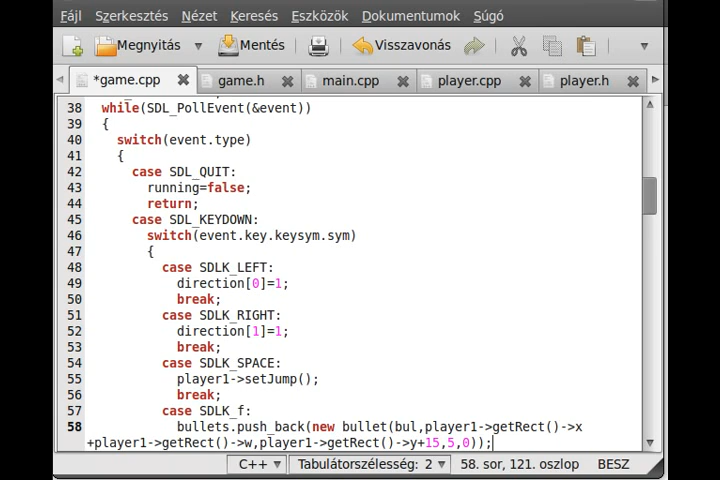 Fájl Szerkesztés Nézet Keresés Eszközök Dokumentumok Súgó
Megnyitás Mentés Visszavonás
*game.cpp game.h main.cpp player.cpp player.h
38 while(SDL_PollEvent(&event))
39 {
40 switch(event.type)
41 {
42 case SDL_QUIT:
43 running=false;
44 return;
45 case SDL_KEYDOWN:
46 switch(event.key.keysym.sym)
47 {
48 case SDLK_LEFT:
49 direction[0]=1;
50 break;
51 case SDLK_RIGHT:
52 direction[1]=1;
53 break;
54 case SDLK_SPACE:
55 player1->setJump();
56 break;
57 case SDLK_f:
58 bullets.push_back(new bullet(bul,player1->getRect()->x
+player1->getRect()->w,player1->getRect()->y+15,5,0));
C++ Tabulátorszélesség: 2 58. sor, 121. oszlop BESZ